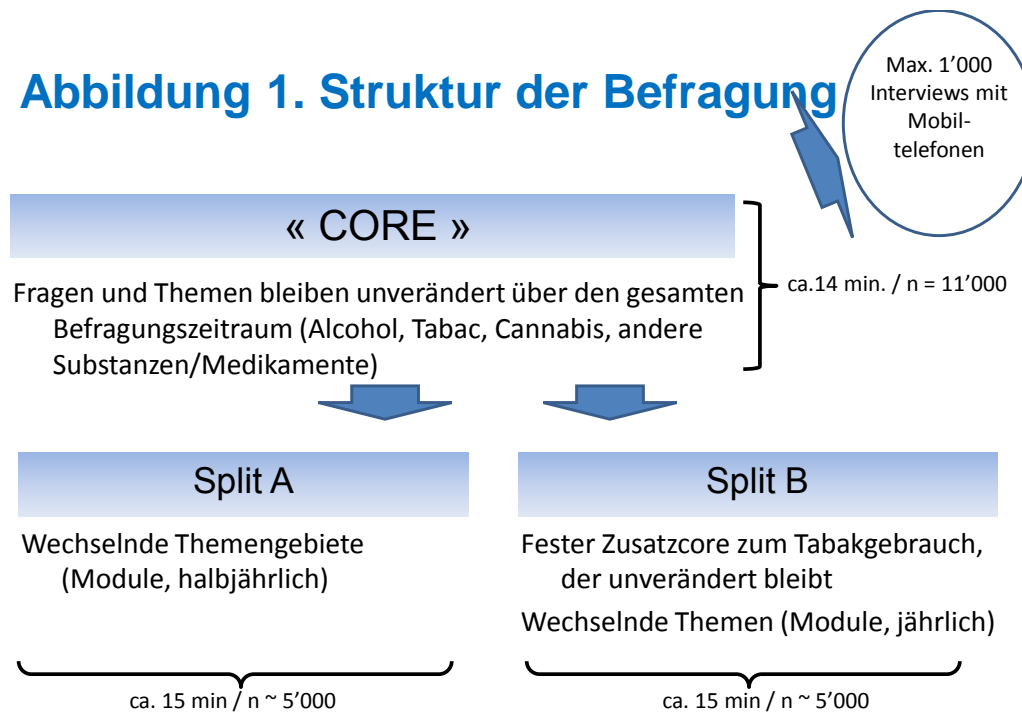 Abbildung 1. Struktur der Befragung
Max. 1’000
Interviews mit
Mobil-
telefonen
« CORE »
Fragen und Themen bleiben unverändert über den gesamten
Befragungszeitraum (Alcohol, Tabac, Cannabis, andere
Substanzen/Medikamente)
ca.14 min. / n = 11’000
Split A
Wechselnde Themengebiete
(Module, halbjährlich)
ca. 15 min / n ~ 5’000
Split B
Fester Zusatzcore zum Tabakgebrauch,
der unverändert bleibt
Wechselnde Themen (Module, jährlich)
ca. 15 min / n ~ 5’000